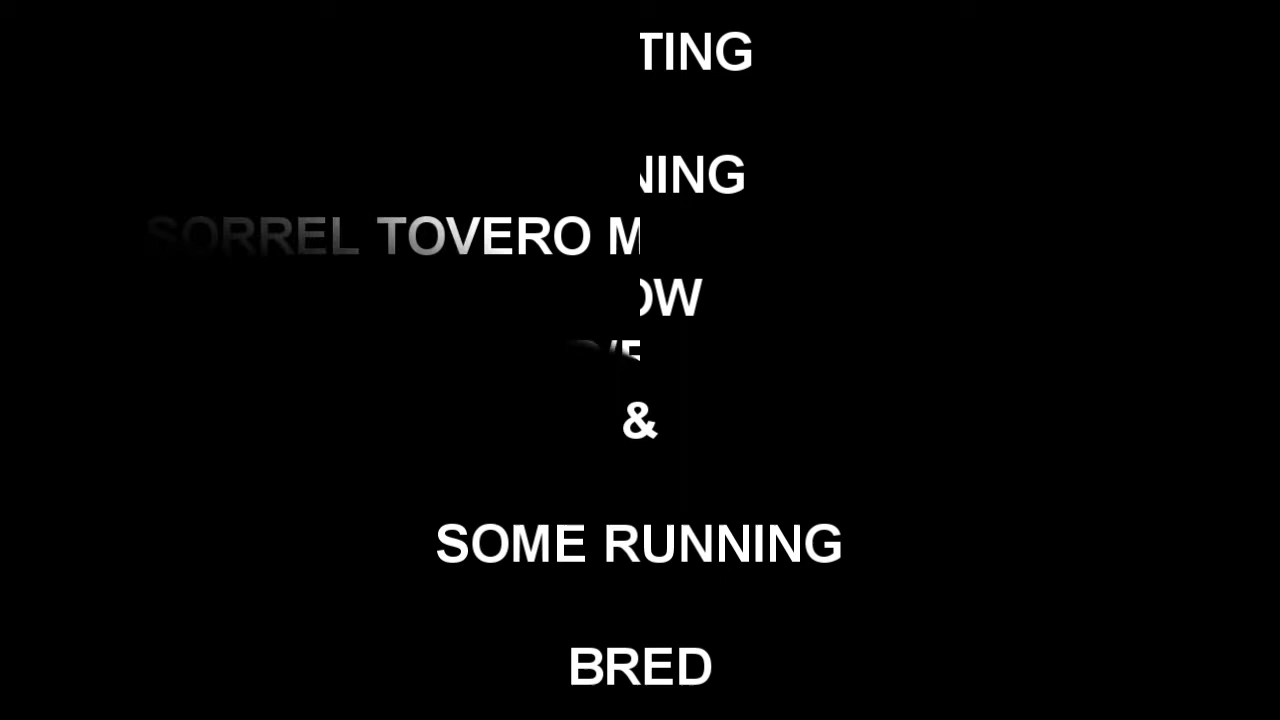 TING
NING
SORREL TOVERO M
OW
&
SOME RUNNING
BRED